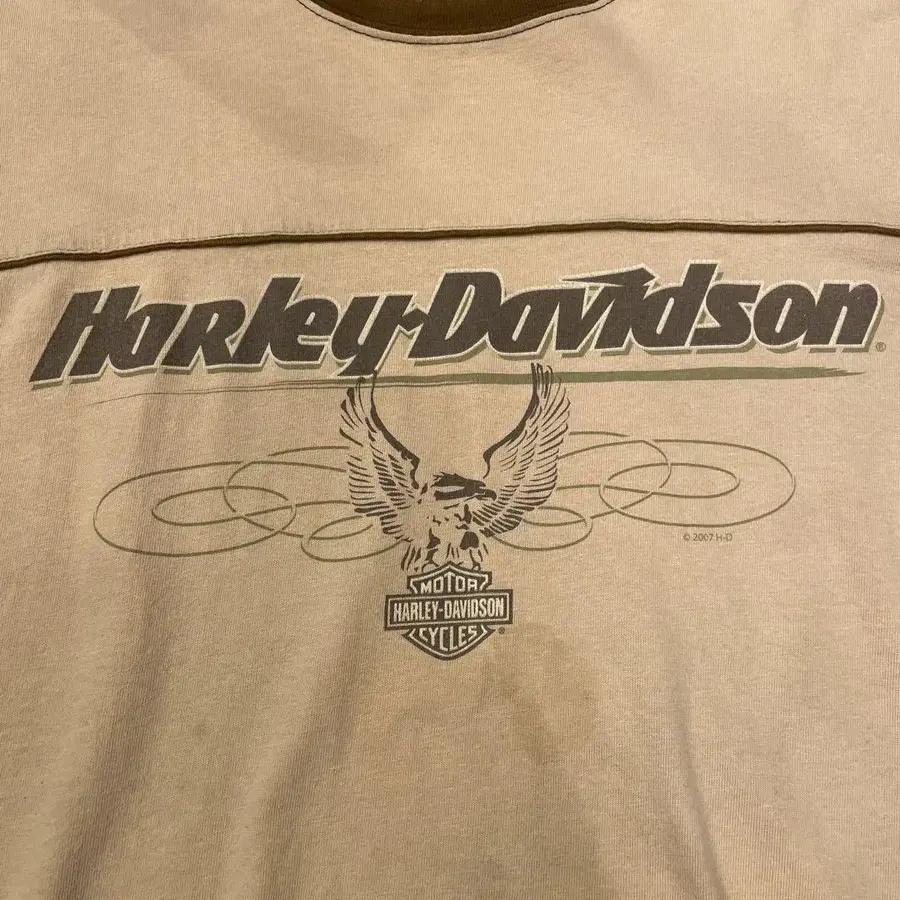 Harley-Davidson®
© 2007 H-D
MOTOR
HARLEY-DAVIDSON
CYCLES®